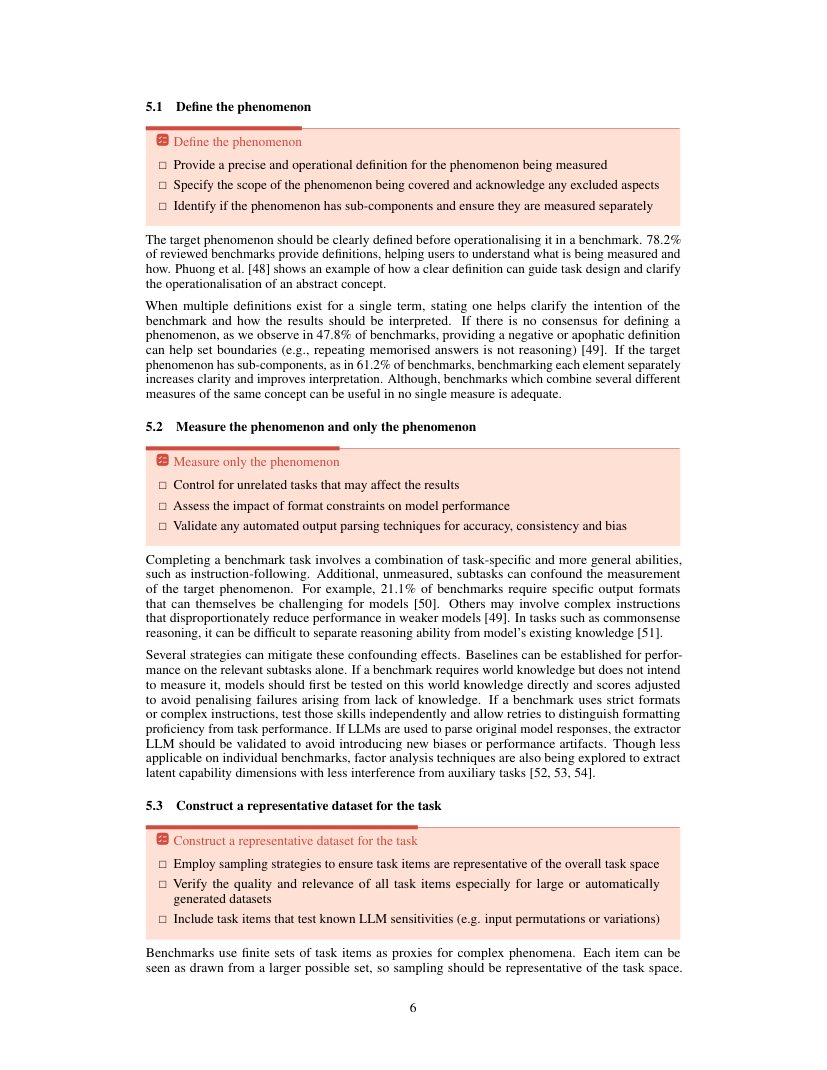 5.1 Define the phenomenon
Define the phenomenon
□ Provide a precise and operational definition for the phenomenon being measured
□ Specify the scope of the phenomenon being covered and acknowledge any excluded aspects
□ Identify if the phenomenon has sub-components and ensure they are measured separately
The target phenomenon should be clearly defined before operationalising it in a benchmark. 78.2%
of reviewed benchmarks provide definitions, helping users to understand what is being measured and
how. Phuong et al. [48] shows an example of how a clear definition can guide task design and clarify
the operationalisation of an abstract concept.
When multiple definitions exist for a single term, stating one helps clarify the intention of the
benchmark and how the results should be interpreted. If there is no consensus for defining a
phenomenon, as we observe in 47.8% of benchmarks, providing a negative or apophatic definition
can help set boundaries (e.g., repeating memorised answers is not reasoning) [49]. If the target
phenomenon has sub-components, as in 61.2% of benchmarks, benchmarking each element separately
increases clarity and improves interpretation. Although, benchmarks which combine several different
measures of the same concept can be useful in no single measure is adequate.
5.2 Measure the phenomenon and only the phenomenon
Measure only the phenomenon
□ Control for unrelated tasks that may affect the results
□ Assess the impact of format constraints on model performance
□ Validate any automated output parsing techniques for accuracy, consistency and bias
Completing a benchmark task involves a combination of task-specific and more general abilities,
such as instruction-following. Additional, unmeasured, subtasks can confound the measurement
of the target phenomenon. For example, 21.1% of benchmarks require specific output formats
that can themselves be challenging for models [50]. Others may involve complex instructions
that disproportionately reduce performance in weaker models [49]. In tasks such as commonsense
reasoning, it can be difficult to separate reasoning ability from model's existing knowledge [51].
Several strategies can mitigate these confounding effects. Baselines can be established for perfor-
mance on the relevant subtasks alone. If a benchmark requires world knowledge but does not intend
to measure it, models should first be tested on this world knowledge directly and scores adjusted
to avoid penalising failures arising from lack of knowledge. If a benchmark uses strict formats
or complex instructions, test those skills independently and allow retries to distinguish formatting
proficiency from task performance. If LLMs are used to parse original model responses, the extractor
LLM should be validated to avoid introducing new biases or performance artifacts. Though less
applicable on individual benchmarks, factor analysis techniques are also being explored to extract
latent capability dimensions with less interference from auxiliary tasks [52, 53, 54].
5.3 Construct a representative dataset for the task
Construct a representative dataset for the task
□ Employ sampling strategies to ensure task items are representative of the overall task space
□ Verify the quality and relevance of all task items especially for large or automatically
generated datasets
□ Include task items that test known LLM sensitivities (e.g. input permutations or variations)
Benchmarks use finite sets of task items as proxies for complex phenomena. Each item can be
seen as drawn from a larger possible set, so sampling should be representative of the task space.
6